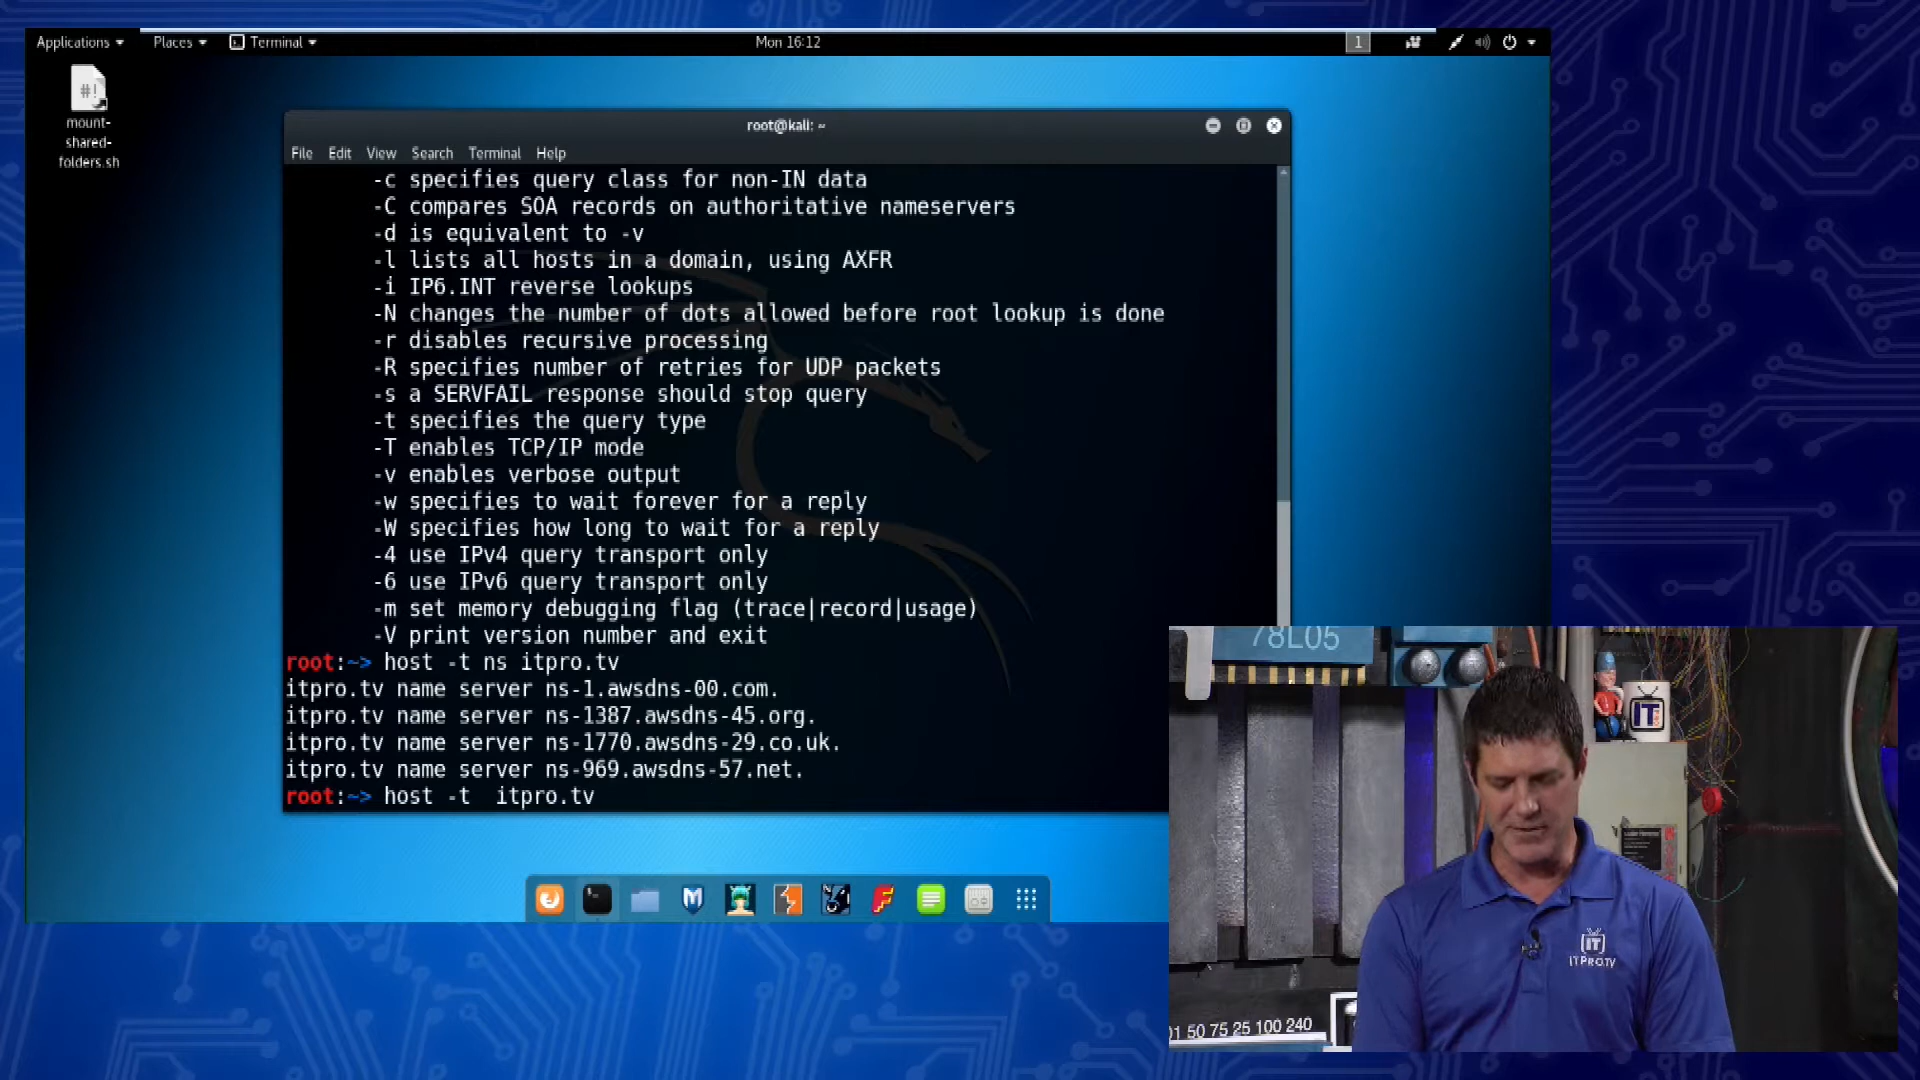 Applications
Places
Terminal
Mon 16:12
1
#!
mount-
shared-
folders.sh
root@kali: ~
File Edit View Search Terminal Help
-c specifies query class for non-IN data
-C compares SOA records on authoritative nameservers
-d is equivalent to -v
-l lists all hosts in a domain, using AXFR
-i IP6.INT reverse lookups
-N changes the number of dots allowed before root lookup is done
-r disables recursive processing
-R specifies number of retries for UDP packets
-s a SERVFAIL response should stop query
-t specifies the query type
-T enables TCP/IP mode
-v enables verbose output
-w specifies to wait forever for a reply
-W specifies how long to wait for a reply
-4 use IPv4 query transport only
-6 use IPv6 query transport only
-m set memory debugging flag (trace|record|usage)
-V print version number and exit
root:~> host -t ns itpro.tv
itpro.tv name server ns-1.awsdns-00.com.
itpro.tv name server ns-1387.awsdns-45.org.
itpro.tv name server ns-1770.awsdns-29.co.uk.
itpro.tv name server ns-969.awsdns-57.net.
root:~> host -t  itpro.tv
78L05
IT
IT
ITPRO.TV
50 75 25 100 240